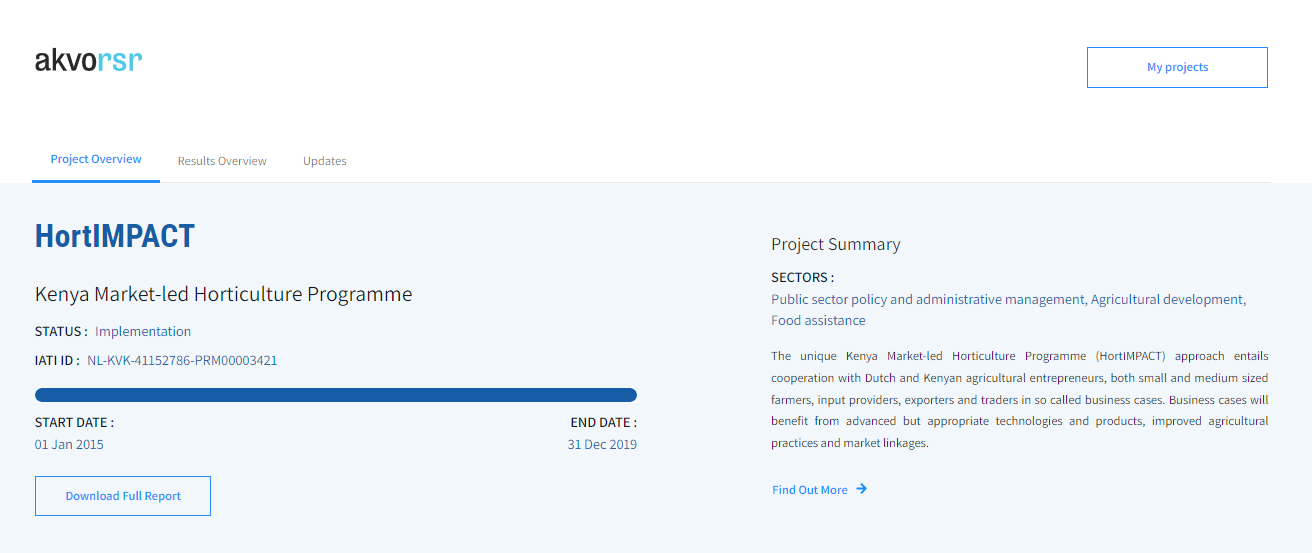 akvorsr
My projects
Project Overview
Results Overview
Updates
HortIMPACT
Kenya Market-led Horticulture Programme
STATUS : Implementation
IATI ID : NL-KVK-41152786-PRM00003421
START DATE :
END DATE :
01 Jan 2015
31 Dec 2019
Download Full Report
Project Summary
SECTORS :
Public sector policy and administrative management, Agricultural development,
Food assistance
The unique Kenya Market-led Horticulture Programme (HortIMPACT) approach entails
cooperation with Dutch and Kenyan agricultural entrepreneurs, both small and medium sized
farmers, input providers, exporters and traders in so called business cases. Business cases will
benefit from advanced but appropriate technologies and products, improved agricultural
practices and market linkages.
Find Out More